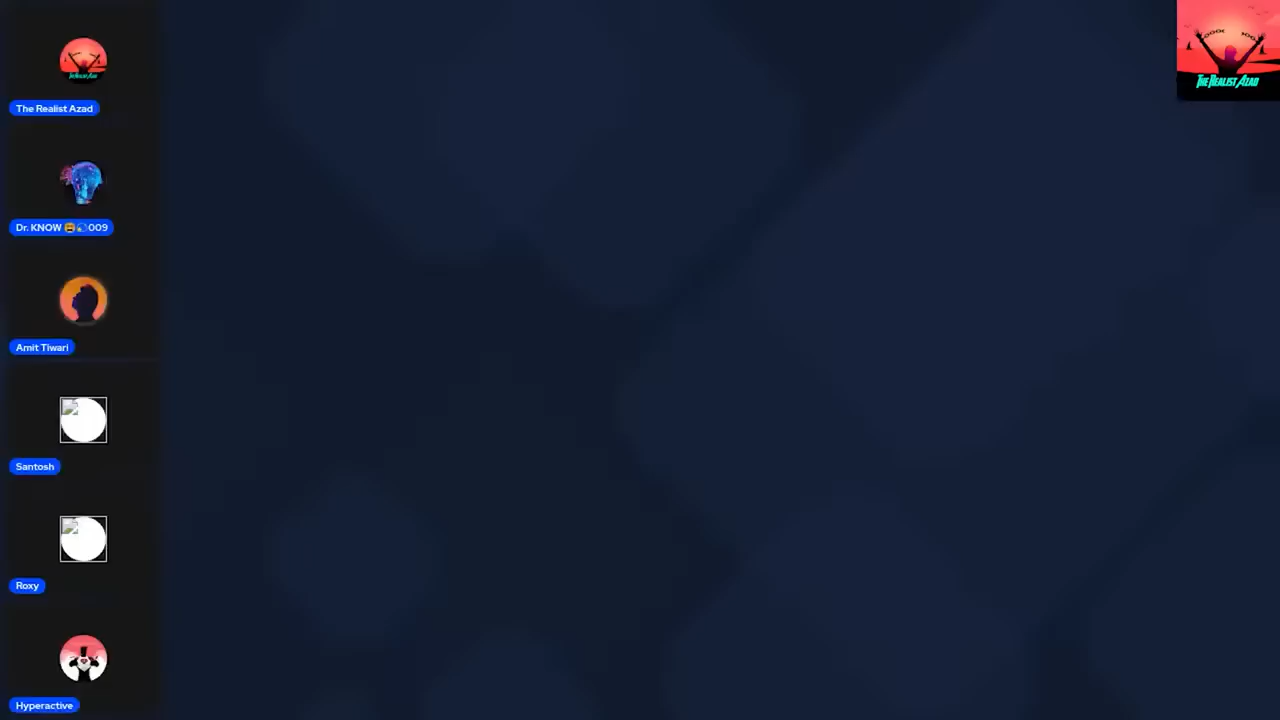 The Realist Azad
Dr. KNOW 009
Amit Tiwari
Santosh
Roxy
Hyperactive
THE REALIST AZAD